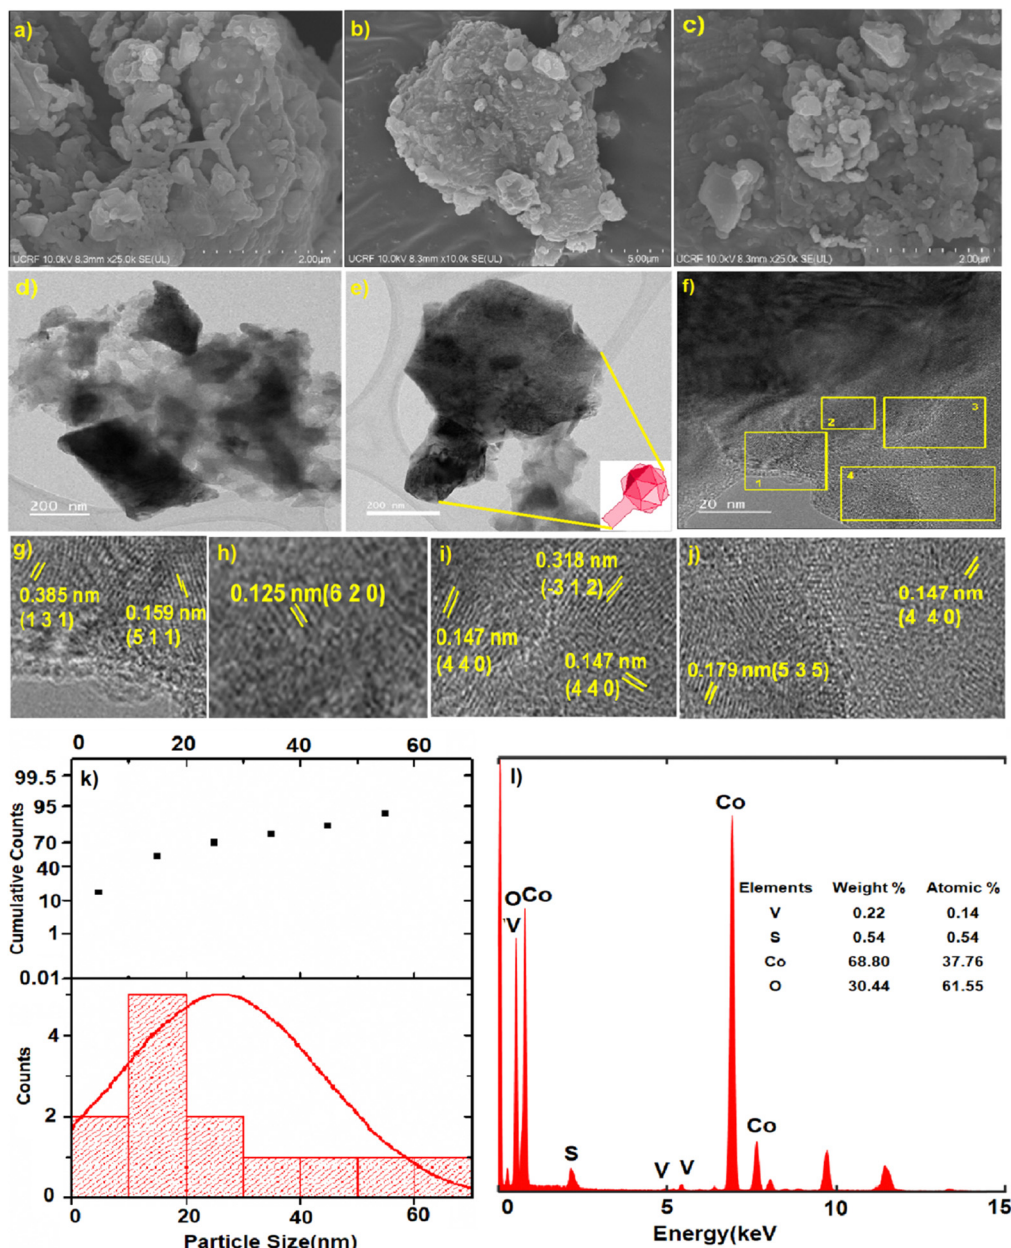 a)
b)
c)
UCRF 10.0kV 8.3mm x25.0k SE(UL) 2.00µm
UCRF 10.0kV 8.3mm x10.0k SE(UL) 5.00µm
UCRF 10.0kV 8.3mm x25.0k SE(UL) 2.00µm
d)
e)
f)
200 nm
200 nm
20 nm
1
2
3
4
g)
0.385 nm
(1 3 1)
0.159 nm
(5 1 1)
h)
0.125 nm(6 2 0)
i)
0.318 nm
(-3 1 2)
0.147 nm
(4 4 0)
0.147 nm
(4 4 0)
j)
0.147 nm
(4 4 0)
0.179 nm(5 3 5)
0 20 40 60
k)
99.5
95
70
40
10
1
0.01
Cumulative Counts
4
2
0
Counts
0 20 40 60
Particle Size(nm)
l)
Co
O
Co
'V
Elements Weight % Atomic %
V 0.22 0.14
S 0.54 0.54
Co 68.80 37.76
O 30.44 61.55
Co
S
V
V
0 5 10 15
Energy(keV